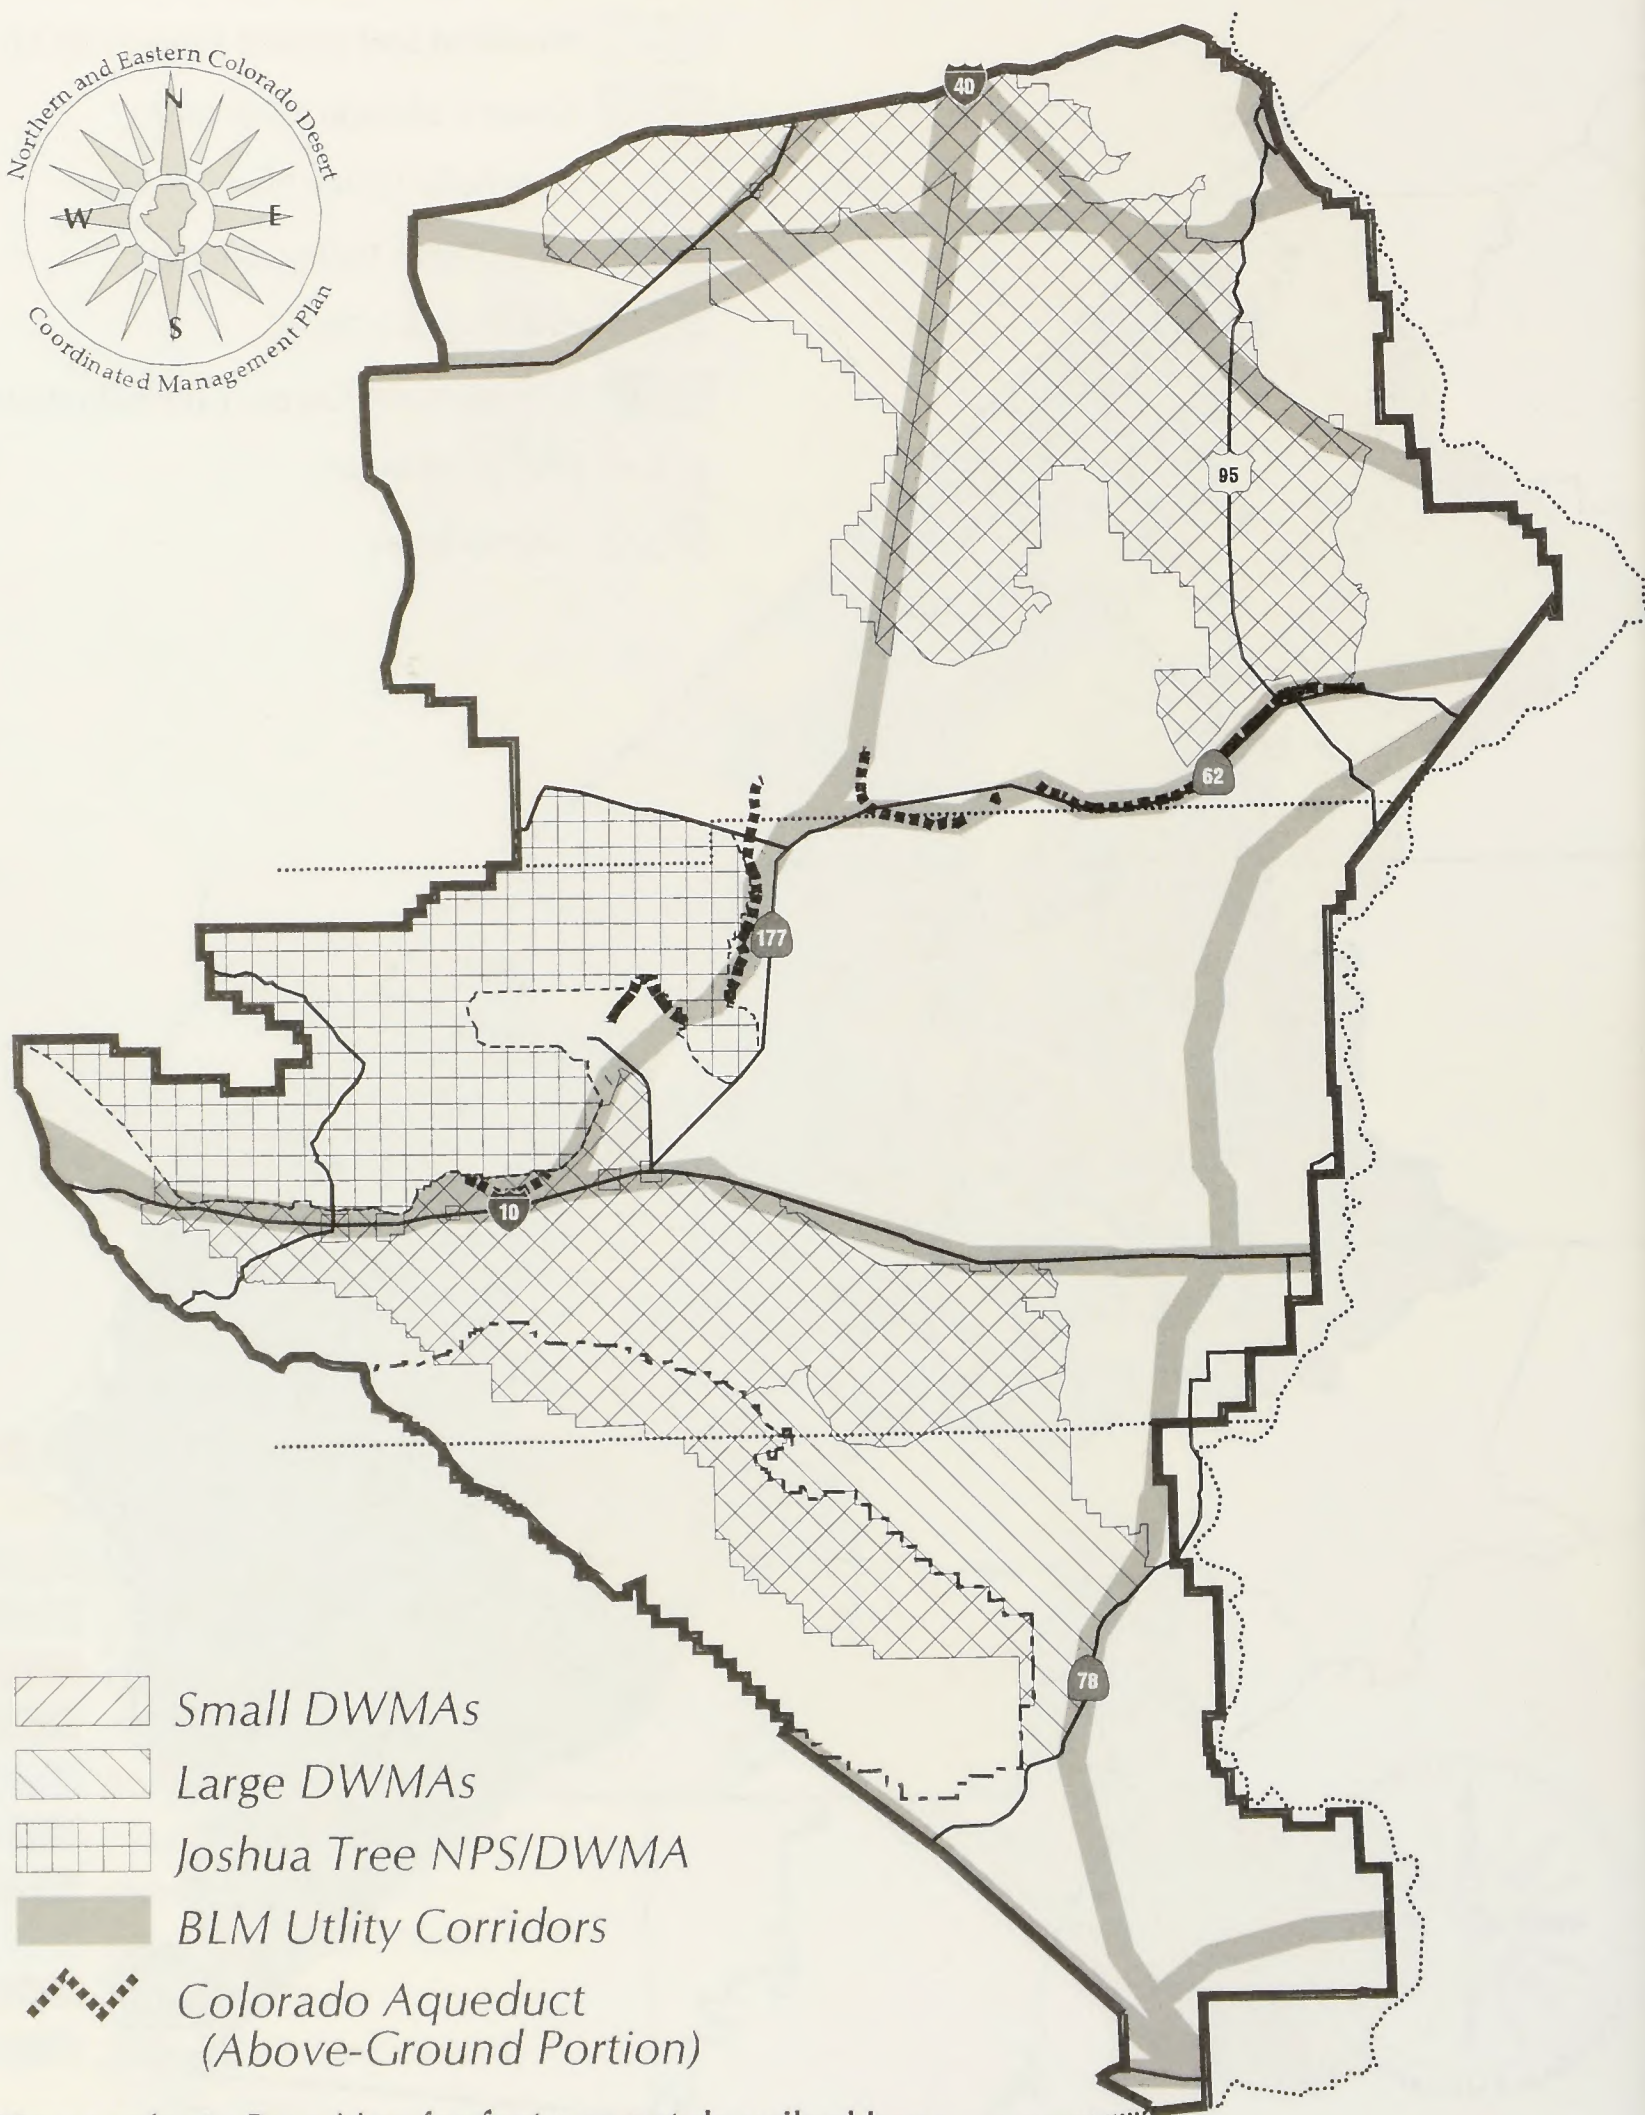 Northern and Eastern Colorado Desert
N
W
E
S
Coordinated Management Plan
40
95
62
177
10
78
Small DWMAs
Large DWMAs
Joshua Tree NPS/DWMA
BLM Utlity Corridors
Colorado Aqueduct
(Above-Ground Portion)